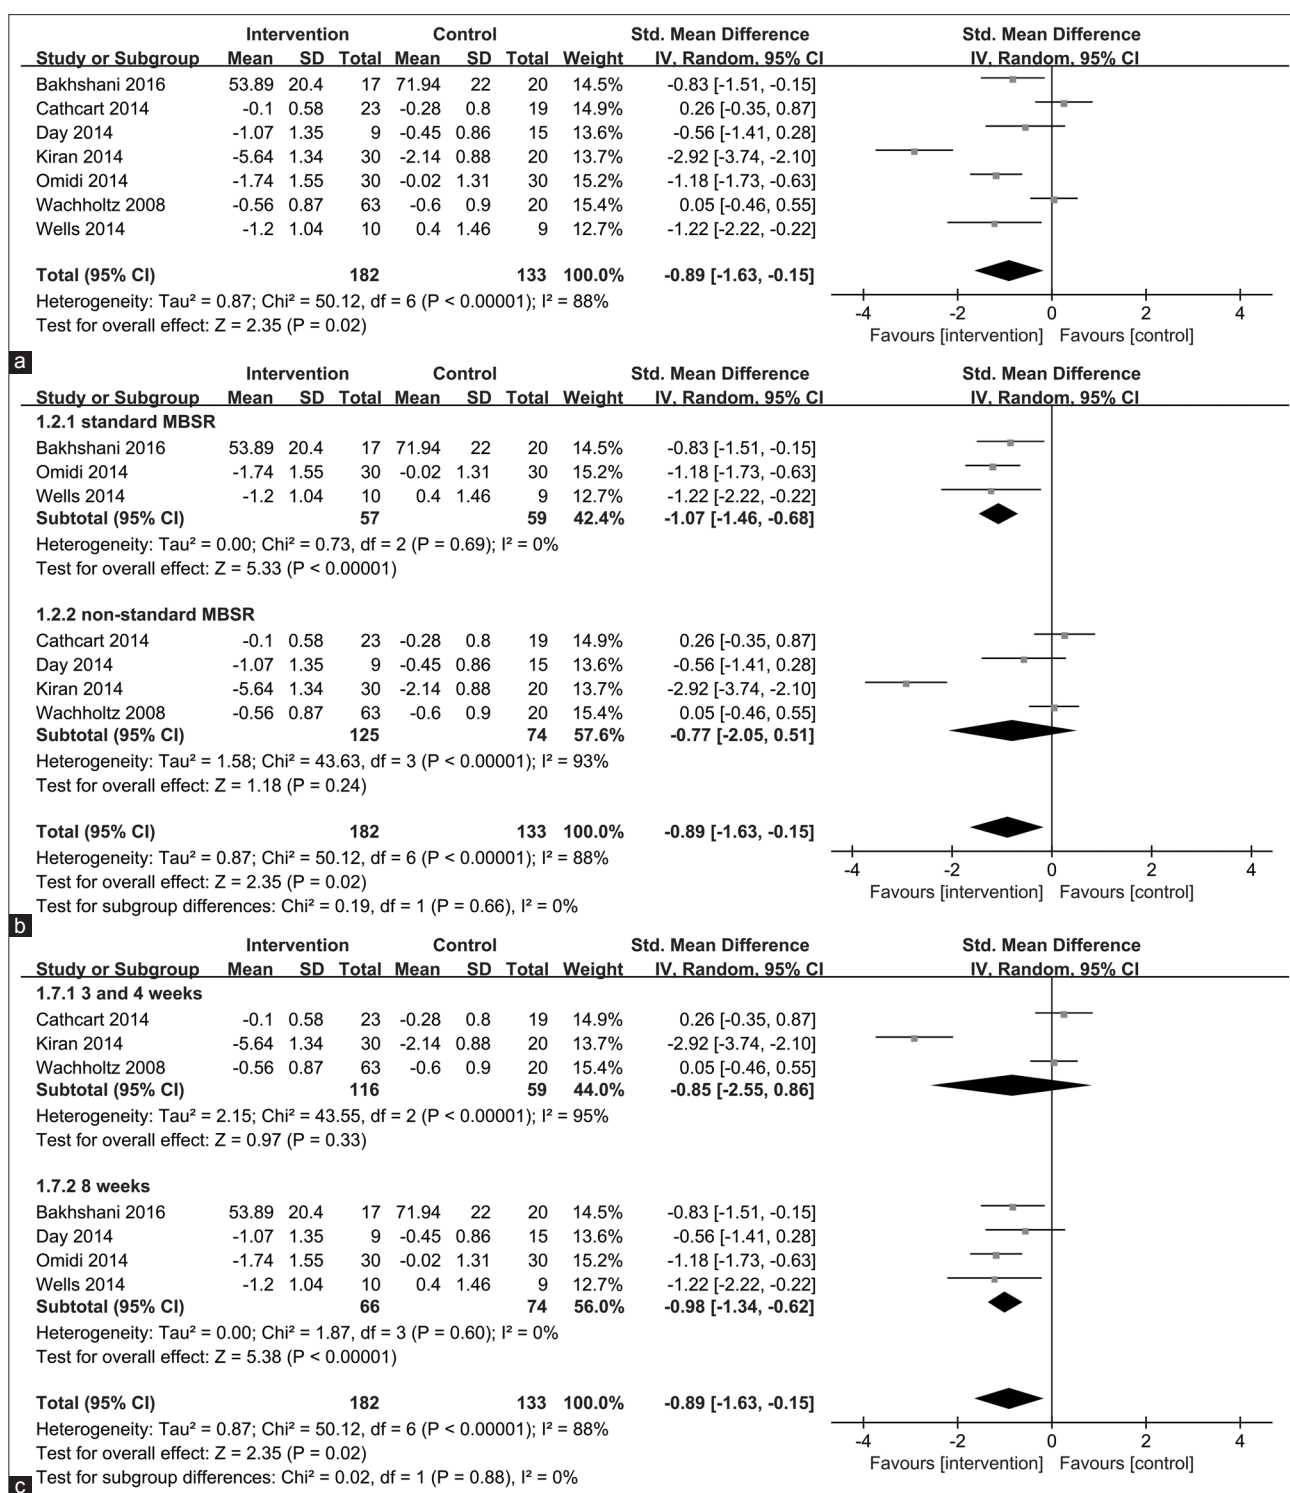 Intervention Control Std. Mean Difference Std. Mean Difference
Study or Subgroup Mean SD Total Mean SD Total Weight IV, Random, 95% CI IV, Random, 95% CI
Bakhshani 2016 53.89 20.4 17 71.94 22 20 14.5% -0.83 [-1.51, -0.15]
Cathcart 2014 -0.1 0.58 23 -0.28 0.8 19 14.9% 0.26 [-0.35, 0.87]
Day 2014 -1.07 1.35 9 -0.45 0.86 15 13.6% -0.56 [-1.41, 0.28]
Kiran 2014 -5.64 1.34 30 -2.14 0.88 20 13.7% -2.92 [-3.74, -2.10]
Omidi 2014 -1.74 1.55 30 -0.02 1.31 30 15.2% -1.18 [-1.73, -0.63]
Wachholtz 2008 -0.56 0.87 63 -0.6 0.9 20 15.4% 0.05 [-0.46, 0.55]
Wells 2014 -1.2 1.04 10 0.4 1.46 9 12.7% -1.22 [-2.22, -0.22]
Total (95% CI) 182 133 100.0% -0.89 [-1.63, -0.15]
Heterogeneity: Tau² = 0.87; Chi² = 50.12, df = 6 (P < 0.00001); I² = 88%
Test for overall effect: Z = 2.35 (P = 0.02)
-4 -2 0 2 4
Favours [intervention] Favours [control]
a
Intervention Control Std. Mean Difference Std. Mean Difference
Study or Subgroup Mean SD Total Mean SD Total Weight IV, Random, 95% CI IV, Random, 95% CI
1.2.1 standard MBSR
Bakhshani 2016 53.89 20.4 17 71.94 22 20 14.5% -0.83 [-1.51, -0.15]
Omidi 2014 -1.74 1.55 30 -0.02 1.31 30 15.2% -1.18 [-1.73, -0.63]
Wells 2014 -1.2 1.04 10 0.4 1.46 9 12.7% -1.22 [-2.22, -0.22]
Subtotal (95% CI) 57 59 42.4% -1.07 [-1.46, -0.68]
Heterogeneity: Tau² = 0.00; Chi² = 0.73, df = 2 (P = 0.69); I² = 0%
Test for overall effect: Z = 5.33 (P < 0.00001)
1.2.2 non-standard MBSR
Cathcart 2014 -0.1 0.58 23 -0.28 0.8 19 14.9% 0.26 [-0.35, 0.87]
Day 2014 -1.07 1.35 9 -0.45 0.86 15 13.6% -0.56 [-1.41, 0.28]
Kiran 2014 -5.64 1.34 30 -2.14 0.88 20 13.7% -2.92 [-3.74, -2.10]
Wachholtz 2008 -0.56 0.87 63 -0.6 0.9 20 15.4% 0.05 [-0.46, 0.55]
Subtotal (95% CI) 125 74 57.6% -0.77 [-2.05, 0.51]
Heterogeneity: Tau² = 1.58; Chi² = 43.63, df = 3 (P < 0.00001); I² = 93%
Test for overall effect: Z = 1.18 (P = 0.24)
Total (95% CI) 182 133 100.0% -0.89 [-1.63, -0.15]
Heterogeneity: Tau² = 0.87; Chi² = 50.12, df = 6 (P < 0.00001); I² = 88%
Test for overall effect: Z = 2.35 (P = 0.02)
Test for subgroup differences: Chi² = 0.19, df = 1 (P = 0.66), I² = 0%
-4 -2 0 2 4
Favours [intervention] Favours [control]
b
Intervention Control Std. Mean Difference Std. Mean Difference
Study or Subgroup Mean SD Total Mean SD Total Weight IV, Random, 95% CI IV, Random, 95% CI
1.7.1 3 and 4 weeks
Cathcart 2014 -0.1 0.58 23 -0.28 0.8 19 14.9% 0.26 [-0.35, 0.87]
Kiran 2014 -5.64 1.34 30 -2.14 0.88 20 13.7% -2.92 [-3.74, -2.10]
Wachholtz 2008 -0.56 0.87 63 -0.6 0.9 20 15.4% 0.05 [-0.46, 0.55]
Subtotal (95% CI) 116 59 44.0% -0.85 [-2.55, 0.86]
Heterogeneity: Tau² = 2.15; Chi² = 43.55, df = 2 (P < 0.00001); I² = 95%
Test for overall effect: Z = 0.97 (P = 0.33)
1.7.2 8 weeks
Bakhshani 2016 53.89 20.4 17 71.94 22 20 14.5% -0.83 [-1.51, -0.15]
Day 2014 -1.07 1.35 9 -0.45 0.86 15 13.6% -0.56 [-1.41, 0.28]
Omidi 2014 -1.74 1.55 30 -0.02 1.31 30 15.2% -1.18 [-1.73, -0.63]
Wells 2014 -1.2 1.04 10 0.4 1.46 9 12.7% -1.22 [-2.22, -0.22]
Subtotal (95% CI) 66 74 56.0% -0.98 [-1.34, -0.62]
Heterogeneity: Tau² = 0.00; Chi² = 1.87, df = 3 (P = 0.60); I² = 0%
Test for overall effect: Z = 5.38 (P < 0.00001)
Total (95% CI) 182 133 100.0% -0.89 [-1.63, -0.15]
Heterogeneity: Tau² = 0.87; Chi² = 50.12, df = 6 (P < 0.00001); I² = 88%
Test for overall effect: Z = 2.35 (P = 0.02)
Test for subgroup differences: Chi² = 0.02, df = 1 (P = 0.88), I² = 0%
-4 -2 0 2 4
Favours [intervention] Favours [control]
c